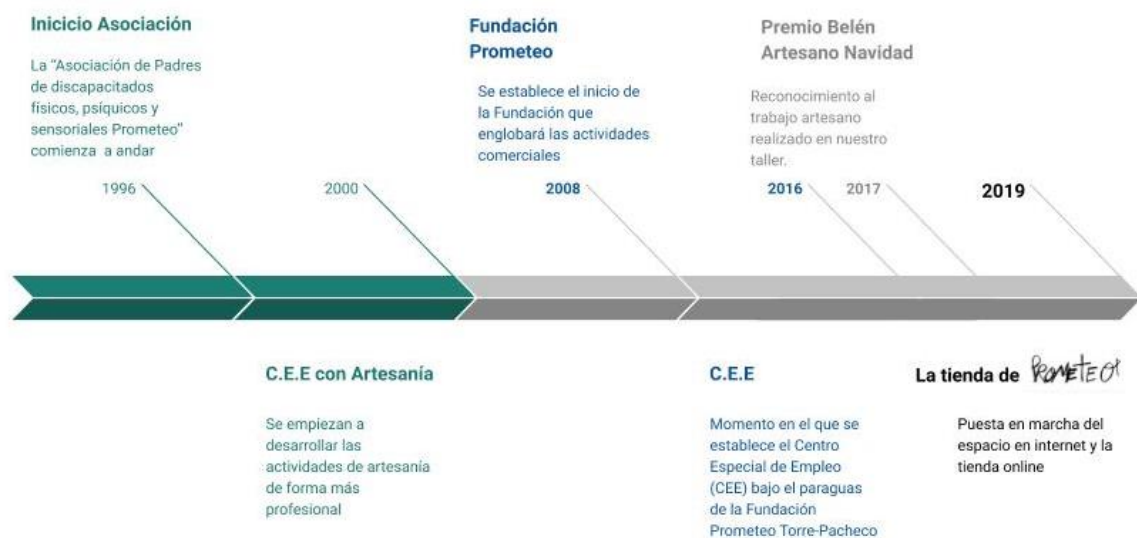 Inicicio Asociación
La "Asociación de Padres
de discapacitados
físicos, psíquicos y
sensoriales Prometeo"
comienza a andar
Fundación
Prometeo
Se establece el inicio de
la Fundación que
englobará las actividades
comerciales
Premio Belén
Artesano Navidad
Reconocimiento al
trabajo artesano
realizado en nuestro
taller.
1996
2000
2008
2016
2017
2019
C.E.E con Artesanía
Se empiezan a
desarrollar las
actividades de artesanía
de forma más
profesional
C.E.E
Momento en el que se
establece el Centro
Especial de Empleo
(CEE) bajo el paraguas
de la Fundación
Prometeo Torre-Pacheco
La tienda de PROMETEO
Puesta en marcha del
espacio en internet y la
tienda online